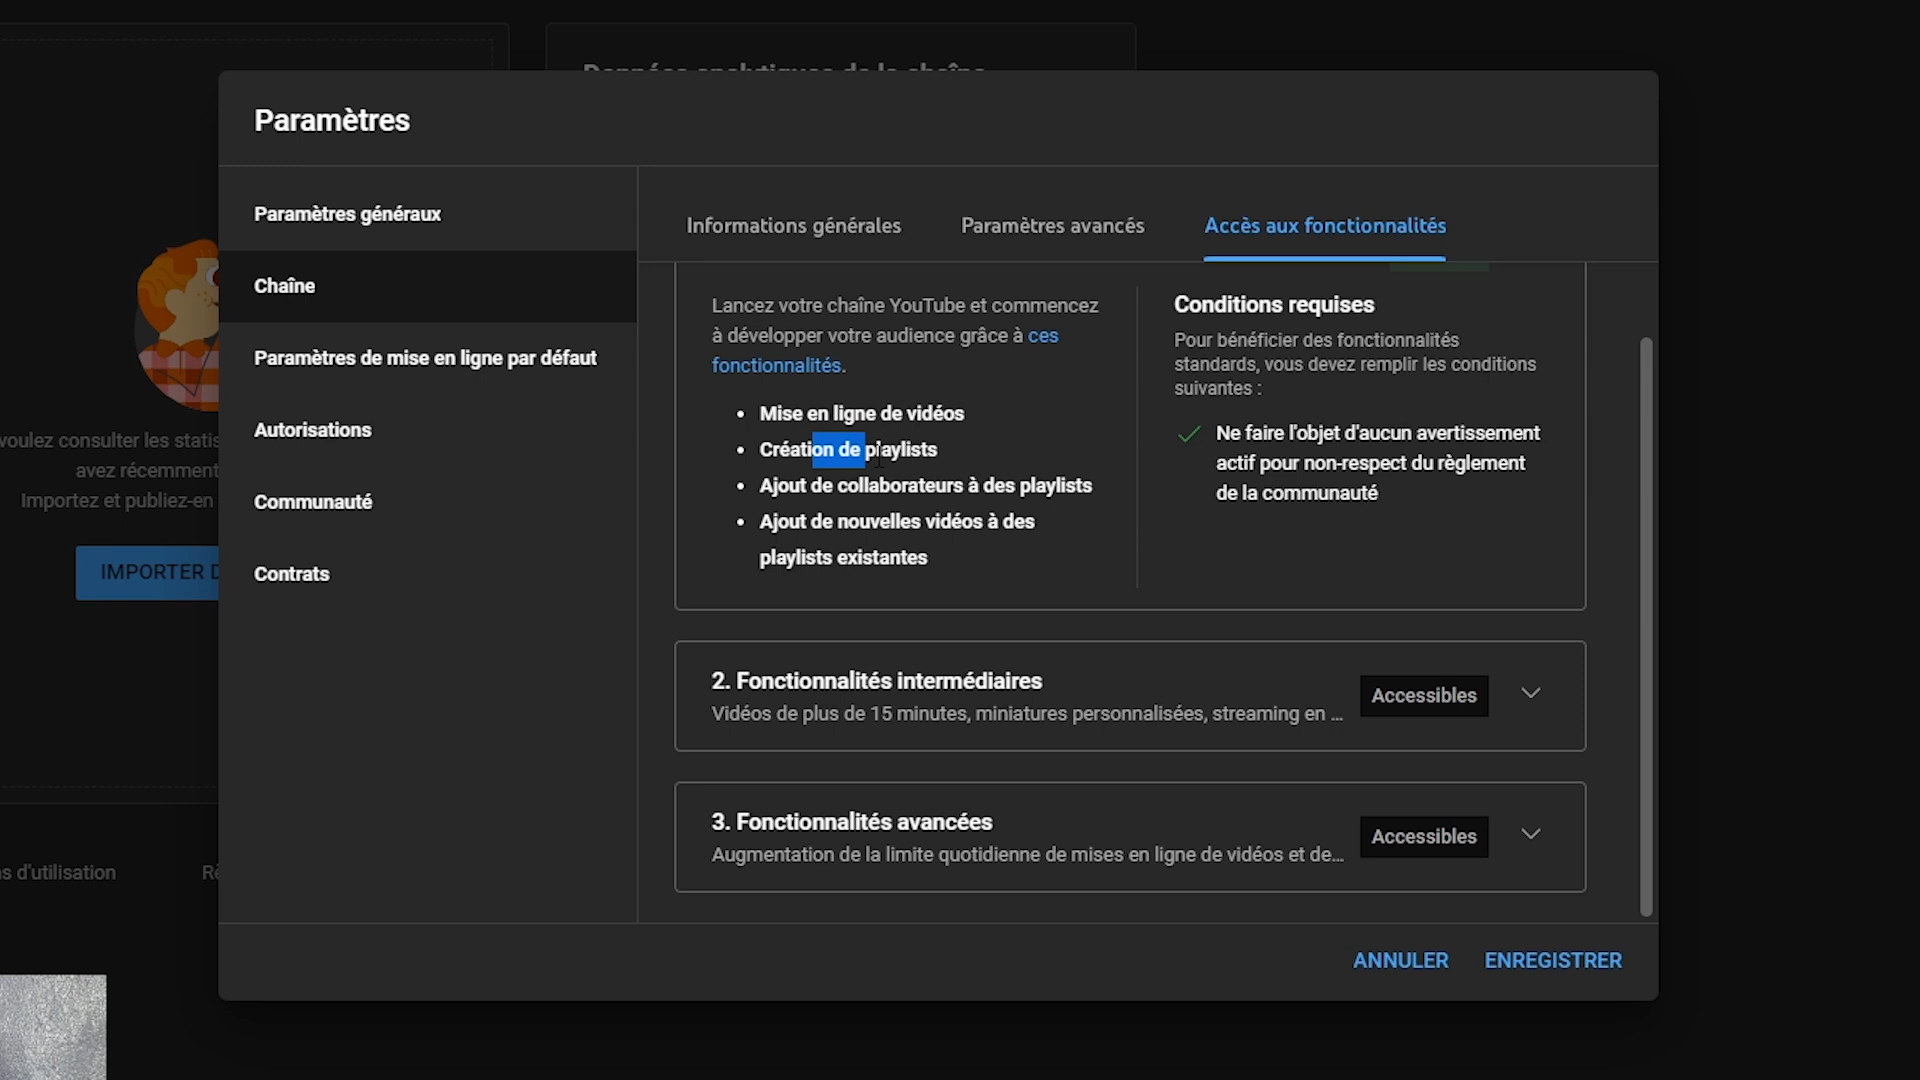 Paramètres
Paramètres généraux
Chaîne
Paramètres de mise en ligne par défaut
Autorisations
Communauté
Contrats
Informations générales
Paramètres avancés
Accès aux fonctionnalités
Lancez votre chaîne YouTube et commencez
à développer votre audience grâce à ces
fonctionnalités.
• Mise en ligne de vidéos
• Création de playlists
• Ajout de collaborateurs à des playlists
• Ajout de nouvelles vidéos à des
playlists existantes
Conditions requises
Pour bénéficier des fonctionnalités
standards, vous devez remplir les conditions
suivantes :
Ne faire l'objet d'aucun avertissement
actif pour non-respect du règlement
de la communauté
2. Fonctionnalités intermédiaires
Vidéos de plus de 15 minutes, miniatures personnalisées, streaming en ...
Accessibles
3. Fonctionnalités avancées
Augmentation de la limite quotidienne de mises en ligne de vidéos et de...
Accessibles
ANNULER
ENREGISTRER
Données analytiques de la chaîne
voulez consulter les statis
avez récemment
Importez et publiez-en
IMPORTER D
s d'utilisation
Rè